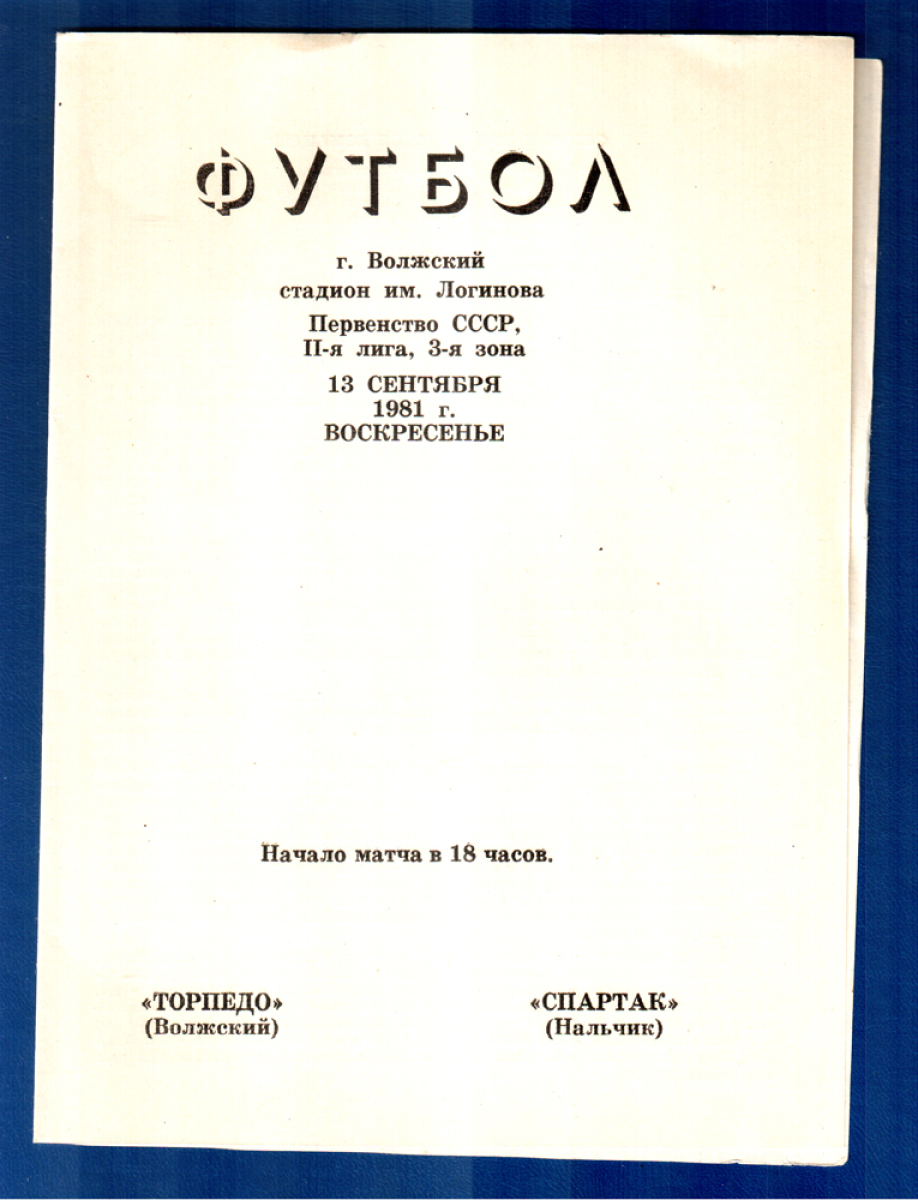 ФУТБОЛ
г. Волжский
стадион им. Логинова
Первенство СССР,
II-я лига, 3-я зона
13 СЕНТЯБРЯ
1981 г.
ВОСКРЕСЕНЬЕ
Начало матча в 18 часов.
«ТОРПЕДО» «СПАРТАК»
(Волжский) (Нальчик)